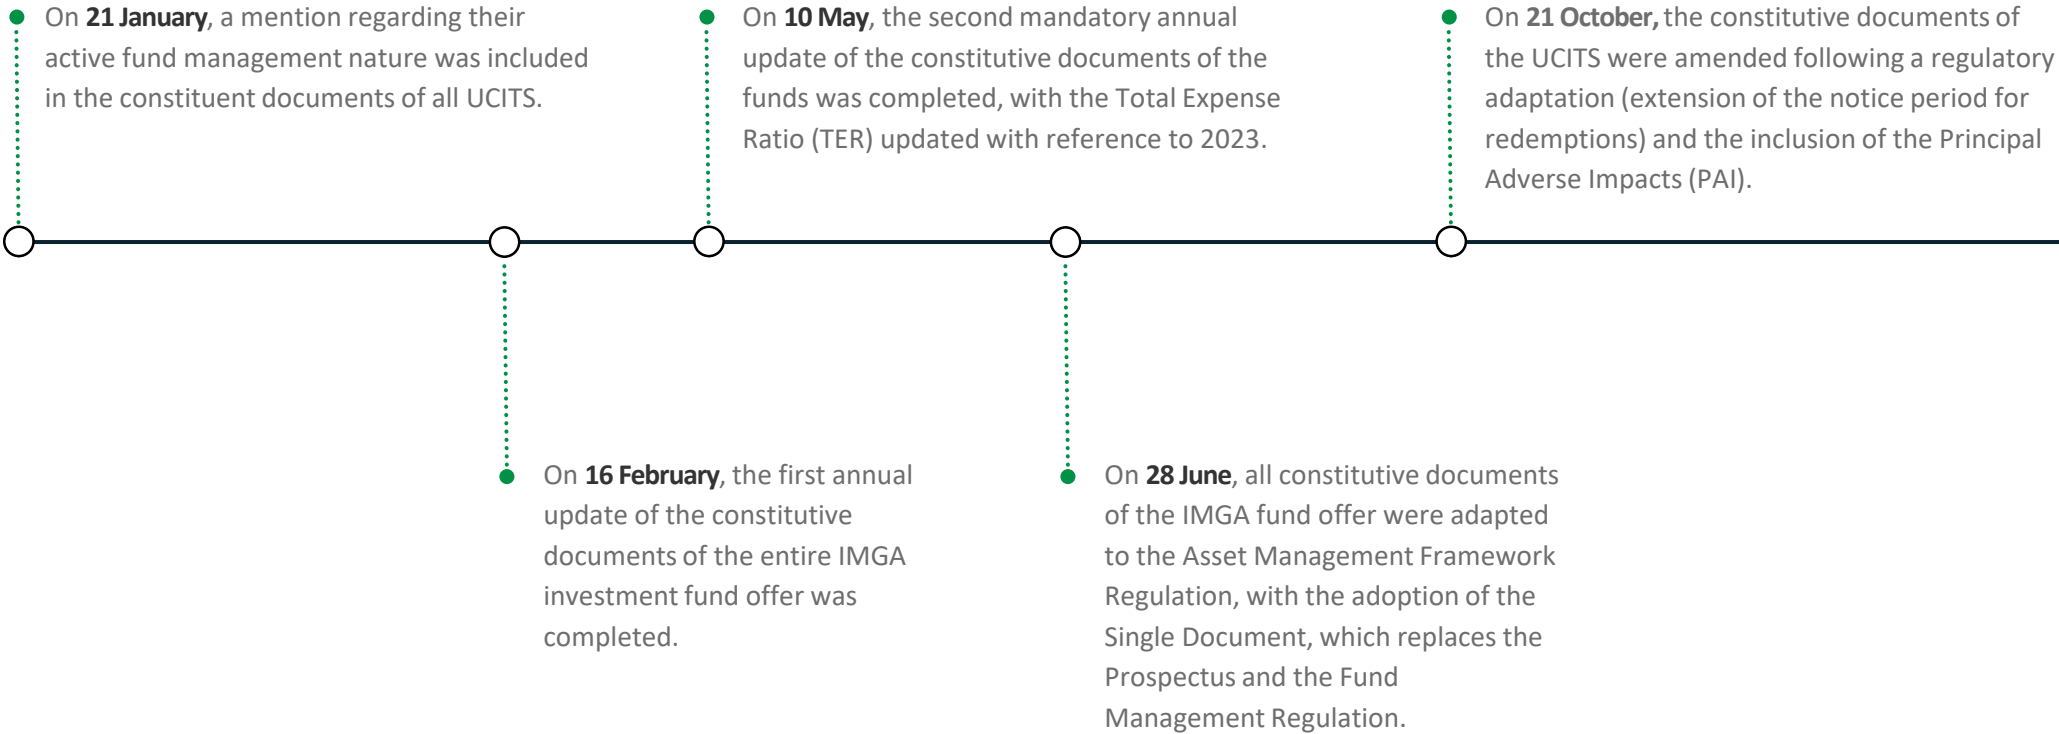 On 21 January, a mention regarding their
active fund management nature was included
in the constituent documents of all UCITS.
On 10 May, the second mandatory annual
update of the constitutive documents of the
funds was completed, with the Total Expense
Ratio (TER) updated with reference to 2023.
On 21 October, the constitutive documents of
the UCITS were amended following a regulatory
adaptation (extension of the notice period for
redemptions) and the inclusion of the Principal
Adverse Impacts (PAI).
On 16 February, the first annual
update of the constitutive
documents of the entire IMGA
investment fund offer was
completed.
On 28 June, all constitutive documents
of the IMGA fund offer were adapted
to the Asset Management Framework
Regulation, with the adoption of the
Single Document, which replaces the
Prospectus and the Fund
Management Regulation.